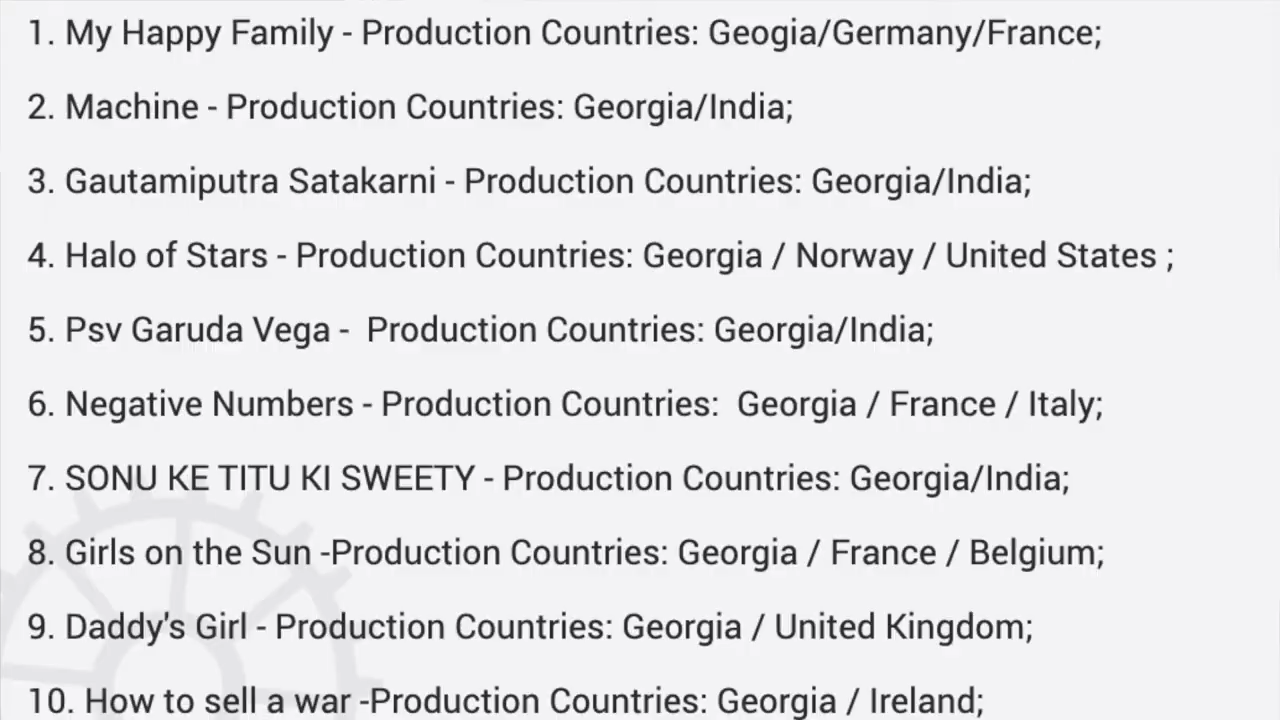 1. My Happy Family - Production Countries: Geogia/Germany/France;
2. Machine - Production Countries: Georgia/India;
3. Gautamiputra Satakarni - Production Countries: Georgia/India;
4. Halo of Stars - Production Countries: Georgia / Norway / United States ;
5. Psv Garuda Vega -  Production Countries: Georgia/India;
6. Negative Numbers - Production Countries:  Georgia / France / Italy;
7. SONU KE TITU KI SWEETY - Production Countries: Georgia/India;
8. Girls on the Sun -Production Countries: Georgia / France / Belgium;
9. Daddy's Girl - Production Countries: Georgia / United Kingdom;
10. How to sell a war -Production Countries: Georgia / Ireland;